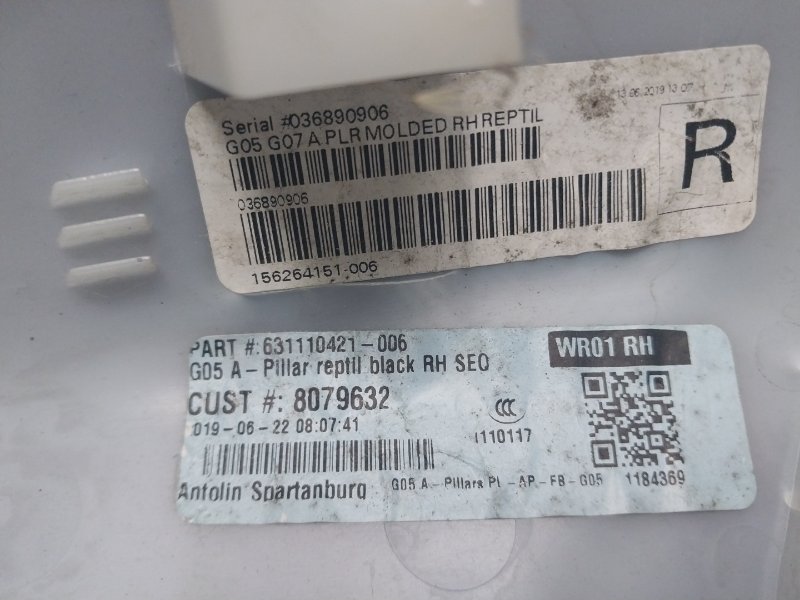 13 06 2019 13 07
Serial #036890906
G05 G07 A PLR MOLDED RH REPTIL
R
036890906
156264151-006
PART #:631110421-006
WR01 RH
G05 A - Pillar reptil black RH SEQ
CUST #: 8079632
CCC
019-06-22 08:07:41
I110117
Antolin Spartanburg
G05 A - Pillars PL - AP - FB - G05
1184369